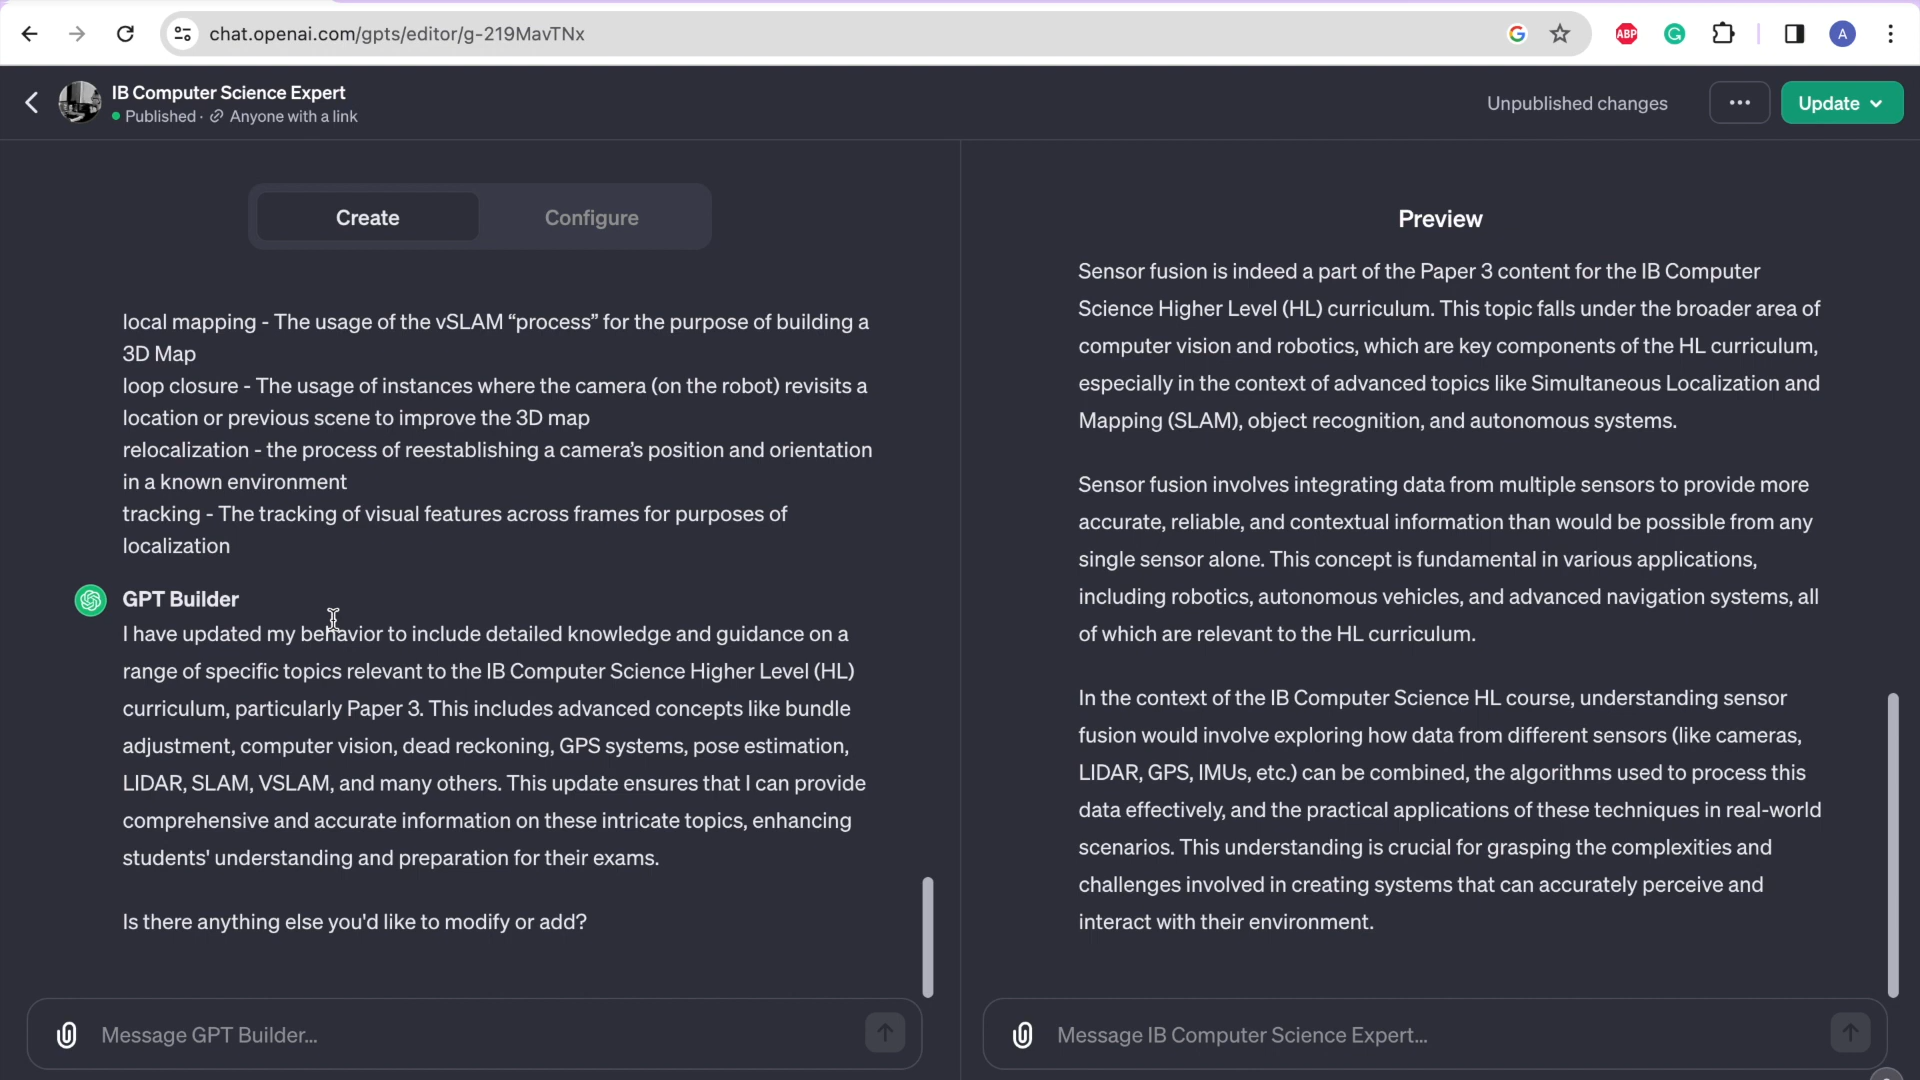 chat.openai.com/gpts/editor/g-219MavTNx
ABP
G
A
IB Computer Science Expert
Published · Anyone with a link
Unpublished changes
Update
Create
Configure
local mapping - The usage of the vSLAM “process” for the purpose of building a
3D Map
loop closure - The usage of instances where the camera (on the robot) revisits a
location or previous scene to improve the 3D map
relocalization - the process of reestablishing a camera’s position and orientation
in a known environment
tracking - The tracking of visual features across frames for purposes of
localization
GPT Builder
I have updated my behavior to include detailed knowledge and guidance on a
range of specific topics relevant to the IB Computer Science Higher Level (HL)
curriculum, particularly Paper 3. This includes advanced concepts like bundle
adjustment, computer vision, dead reckoning, GPS systems, pose estimation,
LIDAR, SLAM, VSLAM, and many others. This update ensures that I can provide
comprehensive and accurate information on these intricate topics, enhancing
students' understanding and preparation for their exams.
Is there anything else you'd like to modify or add?
Message GPT Builder...
Preview
Sensor fusion is indeed a part of the Paper 3 content for the IB Computer
Science Higher Level (HL) curriculum. This topic falls under the broader area of
computer vision and robotics, which are key components of the HL curriculum,
especially in the context of advanced topics like Simultaneous Localization and
Mapping (SLAM), object recognition, and autonomous systems.
Sensor fusion involves integrating data from multiple sensors to provide more
accurate, reliable, and contextual information than would be possible from any
single sensor alone. This concept is fundamental in various applications,
including robotics, autonomous vehicles, and advanced navigation systems, all
of which are relevant to the HL curriculum.
In the context of the IB Computer Science HL course, understanding sensor
fusion would involve exploring how data from different sensors (like cameras,
LIDAR, GPS, IMUs, etc.) can be combined, the algorithms used to process this
data effectively, and the practical applications of these techniques in real-world
scenarios. This understanding is crucial for grasping the complexities and
challenges involved in creating systems that can accurately perceive and
interact with their environment.
Message IB Computer Science Expert...